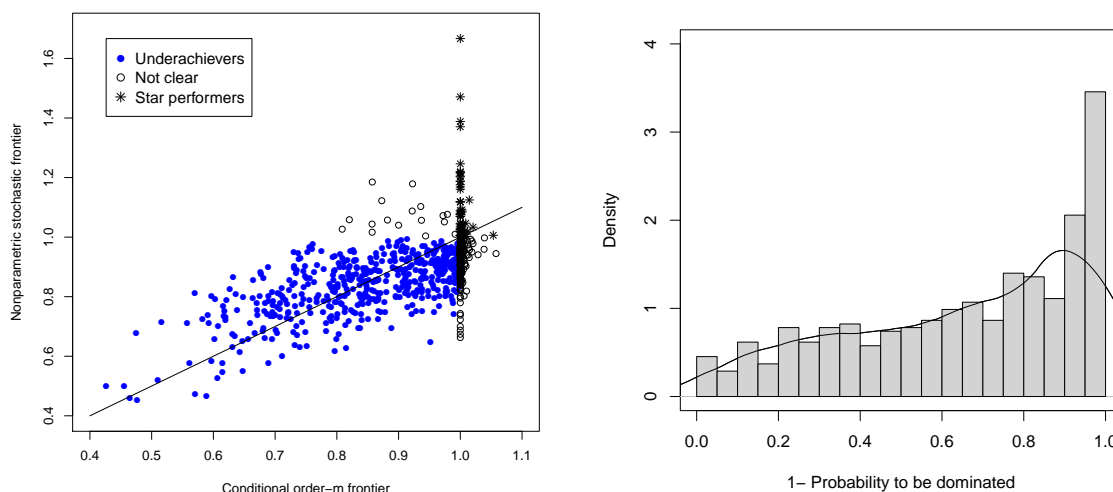 Underachievers
Not clear
Star performers
Nonparametric stochastic frontier
0.4 0.6 0.8 1.0 1.2 1.4 1.6
0.4 0.5 0.6 0.7 0.8 0.9 1.0 1.1
Conditional order−m frontier
Density
0 1 2 3 4
0.0 0.2 0.4 0.6 0.8 1.0
1− Probability to be dominated